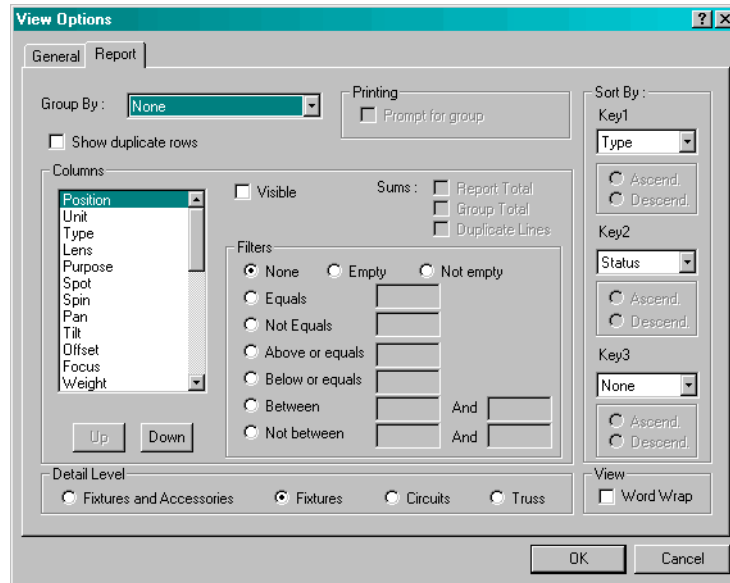 View Options
General Report
Group By : None
Show duplicate rows
Printing
Prompt for group
Columns
Position
Unit
Type
Lens
Purpose
Spot
Spin
Pan
Tilt
Offset
Focus
Weight
Up Down
Visible
Sums : Report Total
Group Total
Duplicate Lines
Filters
None Empty Not empty
Equals
Not Equals
Above or equals
Below or equals
Between And
Not between And
Sort By :
Key1
Type
Ascend.
Descend.
Key2
Status
Ascend.
Descend.
Key3
None
Ascend.
Descend.
Detail Level
Fixtures and Accessories Fixtures Circuits Truss
View
Word Wrap
OK Cancel